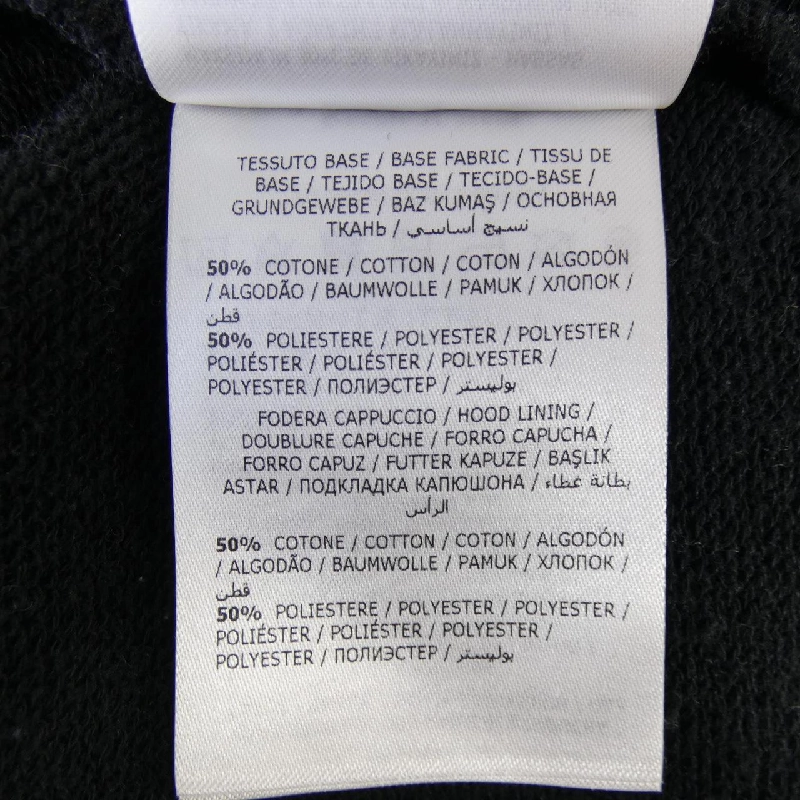 TESSUTO BASE / BASE FABRIC / TISSU DE
BASE / TEJIDO BASE / TECIDO-BASE /
GRUNDGEWEBE / BAZ KUMAŞ / ОСНОВНАЯ
ТКАНЬ / نسيج أساسي
50% COTONE / COTTON / COTON / ALGODÓN
/ ALGODÃO / BAUMWOLLE / PAMUK / ХЛОПОК /
قطن
50% POLIESTERE / POLYESTER / POLYESTER /
POLIÉSTER / POLIÉSTER / POLYESTER /
POLYESTER / ПОЛИЭСТЕР / بوليستر
FODERA CAPPUCCIO / HOOD LINING /
DOUBLURE CAPUCHE / FORRO CAPUCHA /
FORRO CAPUZ / FUTTER KAPUZE / BAŞLIK
ASTAR / ПОДКЛАДКА КАПЮШОНА / بطانة غطاء
الرأس
50% COTONE / COTTON / COTON / ALGODÓN
/ ALGODÃO / BAUMWOLLE / PAMUK / ХЛОПОК /
قطن
50% POLIESTERE / POLYESTER / POLYESTER /
POLIÉSTER / POLIÉSTER / POLYESTER /
POLYESTER / ПОЛИЭСТЕР / بوليستر